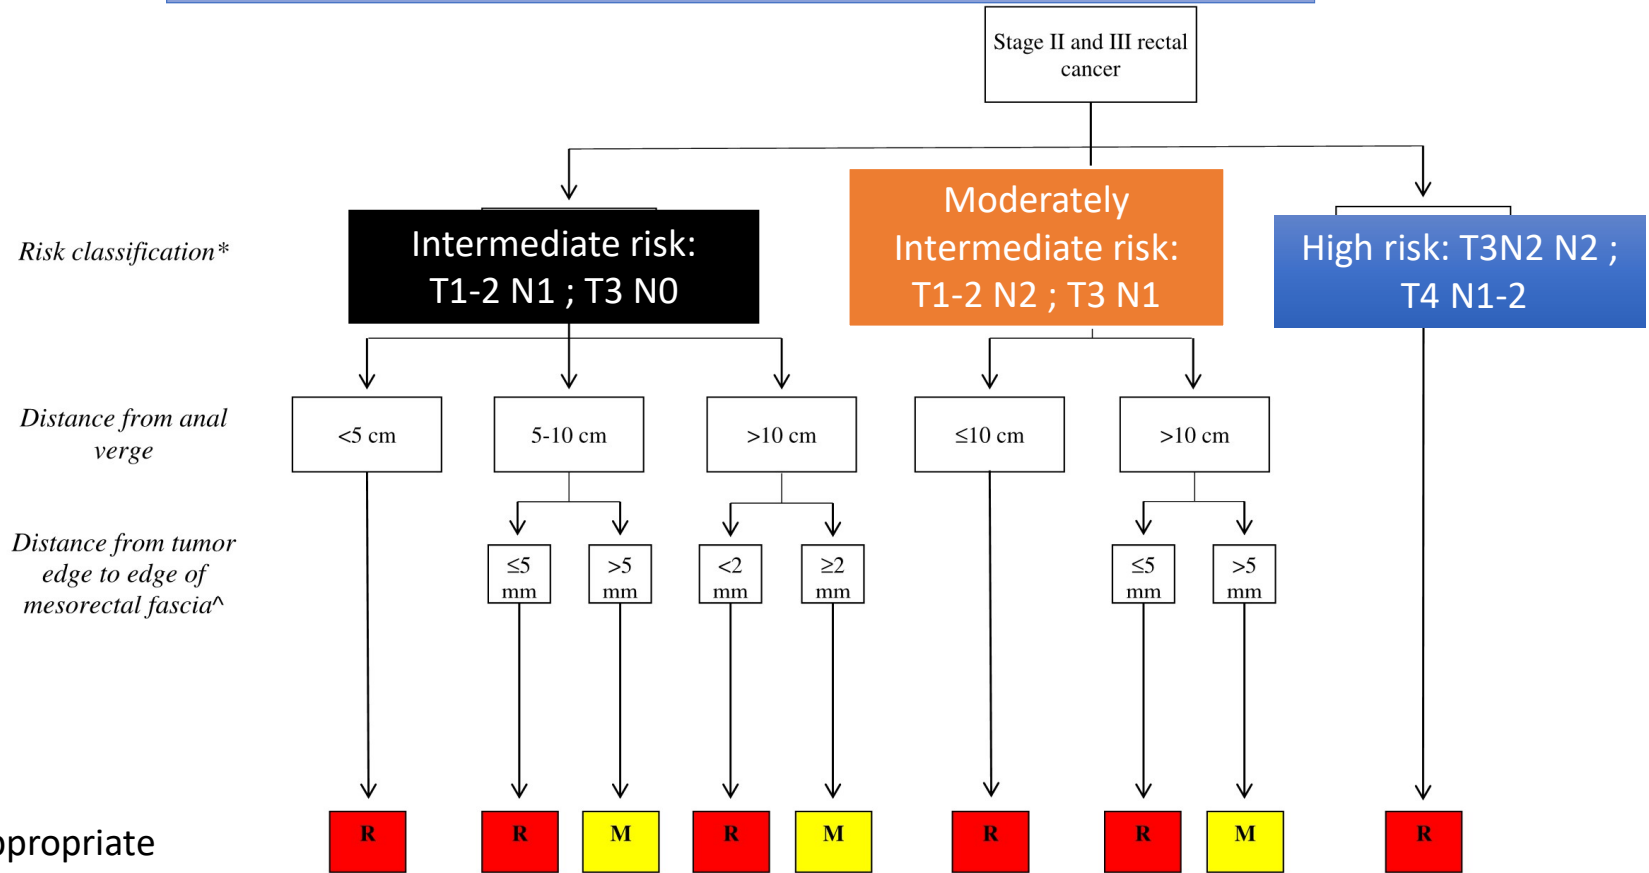 Stage II and III rectal
cancer
Risk classification*
Intermediate risk:
T1-2 N1 ; T3 N0
Moderately
Intermediate risk:
T1-2 N2 ; T3 N1
High risk: T3N2 N2 ;
T4 N1-2
Distance from anal
verge
<5 cm
5-10 cm
>10 cm
≤10 cm
>10 cm
Distance from tumor
edge to edge of
mesorectal fascia^
≤5
mm
>5
mm
<2
mm
≥2
mm
≤5
mm
>5
mm
R
R
M
R
M
R
R
M
R